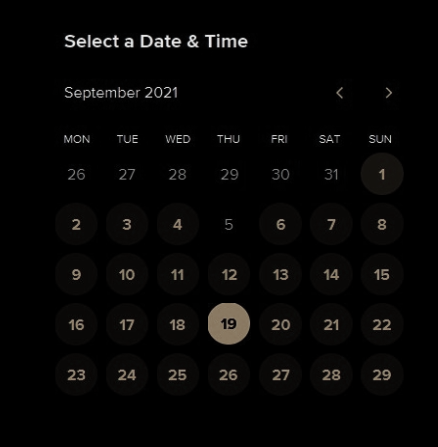 Select a Date & Time
September 2021
MON TUE WED THU FRI SAT SUN
26 27 28 29 30 31 1
2 3 4 5 6 7 8
9 10 11 12 13 14 15
16 17 18 19 20 21 22
23 24 25 26 27 28 29